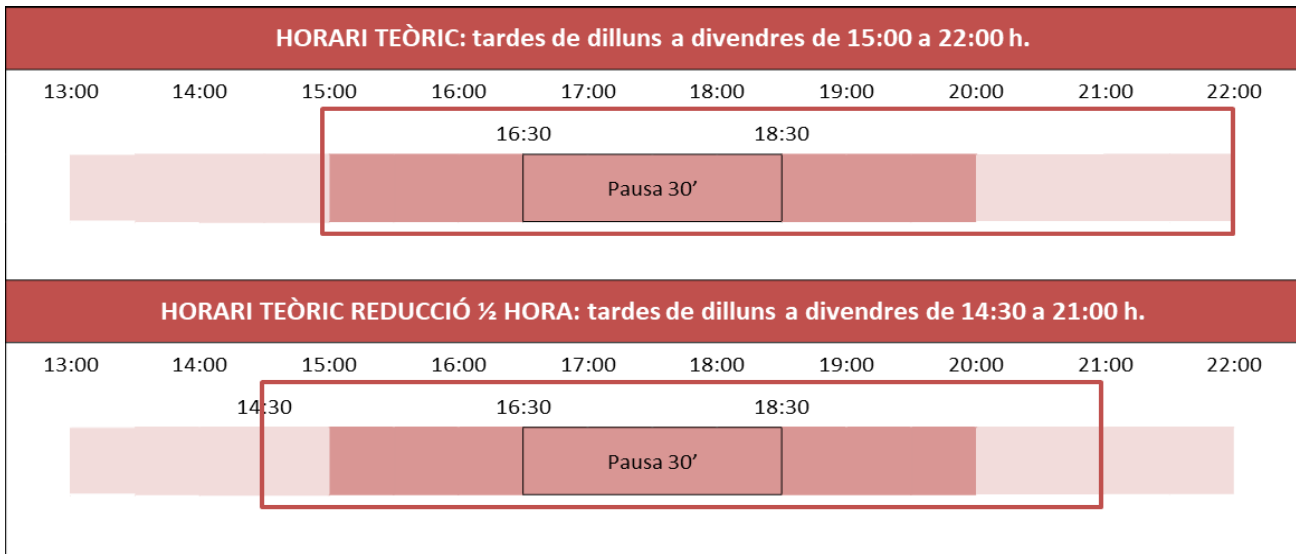 HORARI TEÒRIC: tardes de dilluns a divendres de 15:00 a 22:00 h.
13:00 14:00 15:00 16:00 17:00 18:00 19:00 20:00 21:00 22:00
16:30 18:30
Pausa 30’
HORARI TEÒRIC REDUCCIÓ ½ HORA: tardes de dilluns a divendres de 14:30 a 21:00 h.
13:00 14:00 15:00 16:00 17:00 18:00 19:00 20:00 21:00 22:00
14:30 16:30 18:30
Pausa 30’